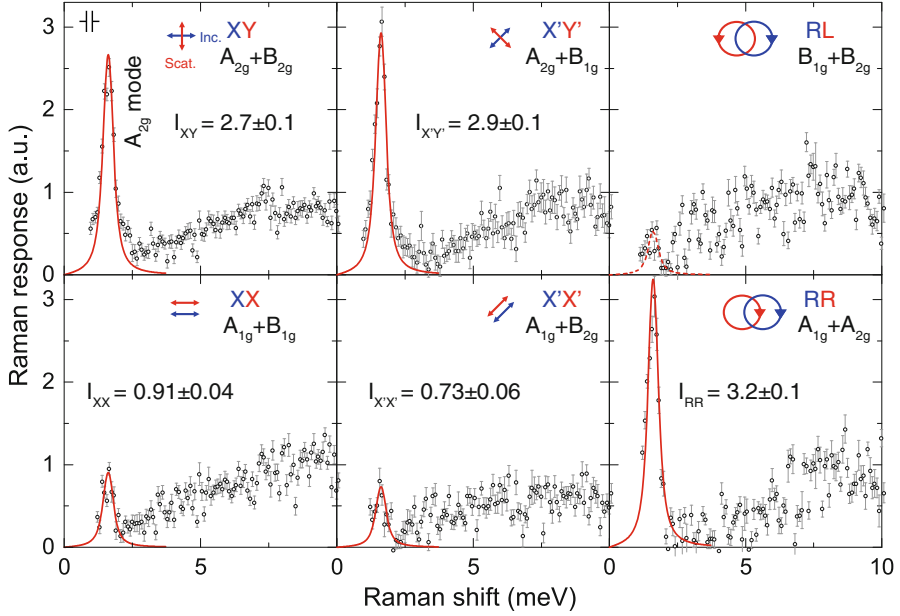 Raman response (a.u.)
3
2
1
0
Inc.
Scat.
XY
A2g+B2g
A2g mode
IXY = 2.7±0.1
X'Y'
A2g+B1g
IX'Y' = 2.9±0.1
RL
B1g+B2g
3
2
1
0
XX
A1g+B1g
IXX = 0.91±0.04
X'X'
A1g+B2g
IX'X' = 0.73±0.06
RR
A1g+A2g
IRR = 3.2±0.1
0 5 0 5 0 5 10
Raman shift (meV)